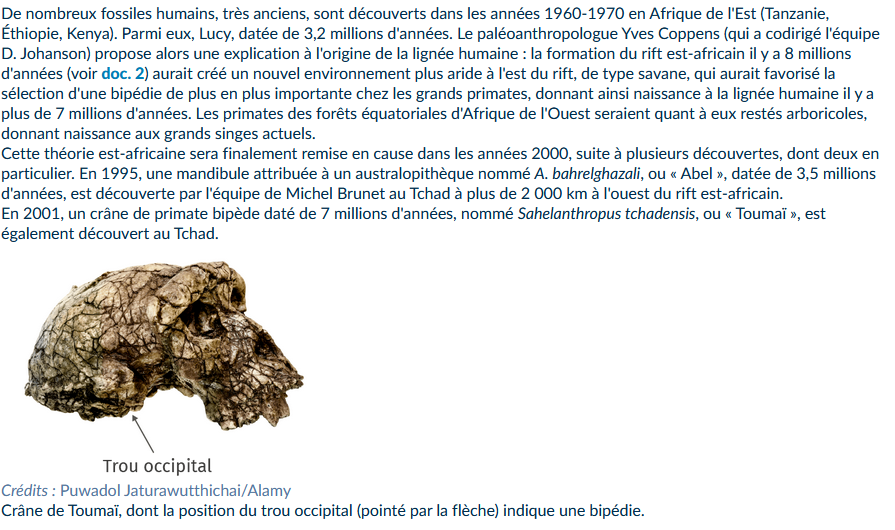 De nombreux fossiles humains, très anciens, sont découverts dans les années 1960-1970 en Afrique de l'Est (Tanzanie,
Éthiopie, Kenya). Parmi eux, Lucy, datée de 3,2 millions d'années. Le paléoanthropologue Yves Coppens (qui a codirigé l'équipe
D. Johanson) propose alors une explication à l'origine de la lignée humaine : la formation du rift est-africain il y a 8 millions
d'années (voir doc. 2) aurait créé un nouvel environnement plus aride à l'est du rift, de type savane, qui aurait favorisé la
sélection d'une bipédie de plus en plus importante chez les grands primates, donnant ainsi naissance à la lignée humaine il y a
plus de 7 millions d'années. Les primates des forêts équatoriales d'Afrique de l'Ouest seraient quant à eux restés arboricoles,
donnant naissance aux grands singes actuels.
Cette théorie est-africaine sera finalement remise en cause dans les années 2000, suite à plusieurs découvertes, dont deux en
particulier. En 1995, une mandibule attribuée à un australopithèque nommé A. bahrelghazali, ou « Abel », datée de 3,5 millions
d'années, est découverte par l'équipe de Michel Brunet au Tchad à plus de 2 000 km à l'ouest du rift est-africain.
En 2001, un crâne de primate bipède daté de 7 millions d'années, nommé Sahelanthropus tchadensis, ou « Toumaï », est
également découvert au Tchad.
Trou occipital
Crédits : Puwadol Jaturawutthichai/Alamy
Crâne de Toumaï, dont la position du trou occipital (pointé par la flèche) indique une bipédie.